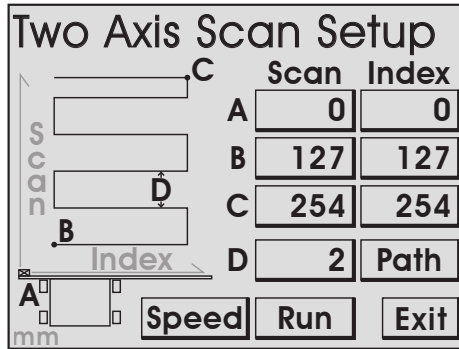 Two Axis Scan Setup
C Scan Index
A 0 0
Scan
B 127 127
D
C 254 254
B
Index D 2 Path
A
Speed Run Exit
mm